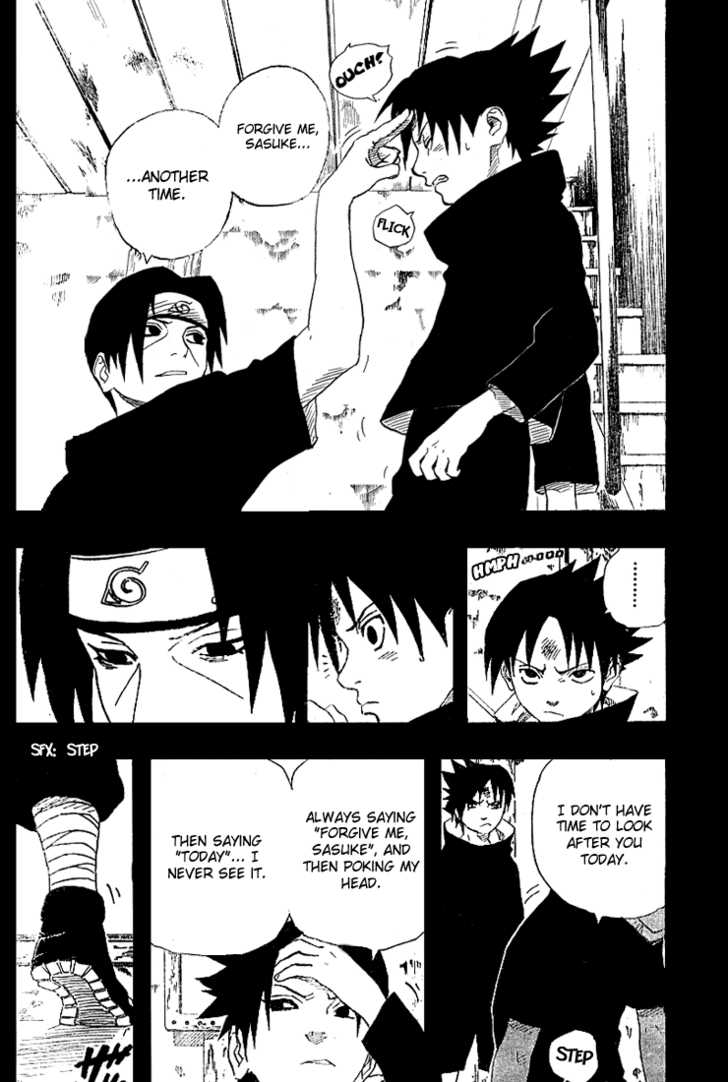 OUCH!
FORGIVE ME,
SASUKE...
...ANOTHER
TIME.
FLICK
HMPH......
.........
I DON'T HAVE
TIME TO LOOK
AFTER YOU
TODAY.
STEP
ALWAYS SAYING
"FORGIVE ME,
SASUKE", AND
THEN POKING MY
HEAD.
THEN SAYING
"TODAY"... I
NEVER SEE IT.
SFX: STEP